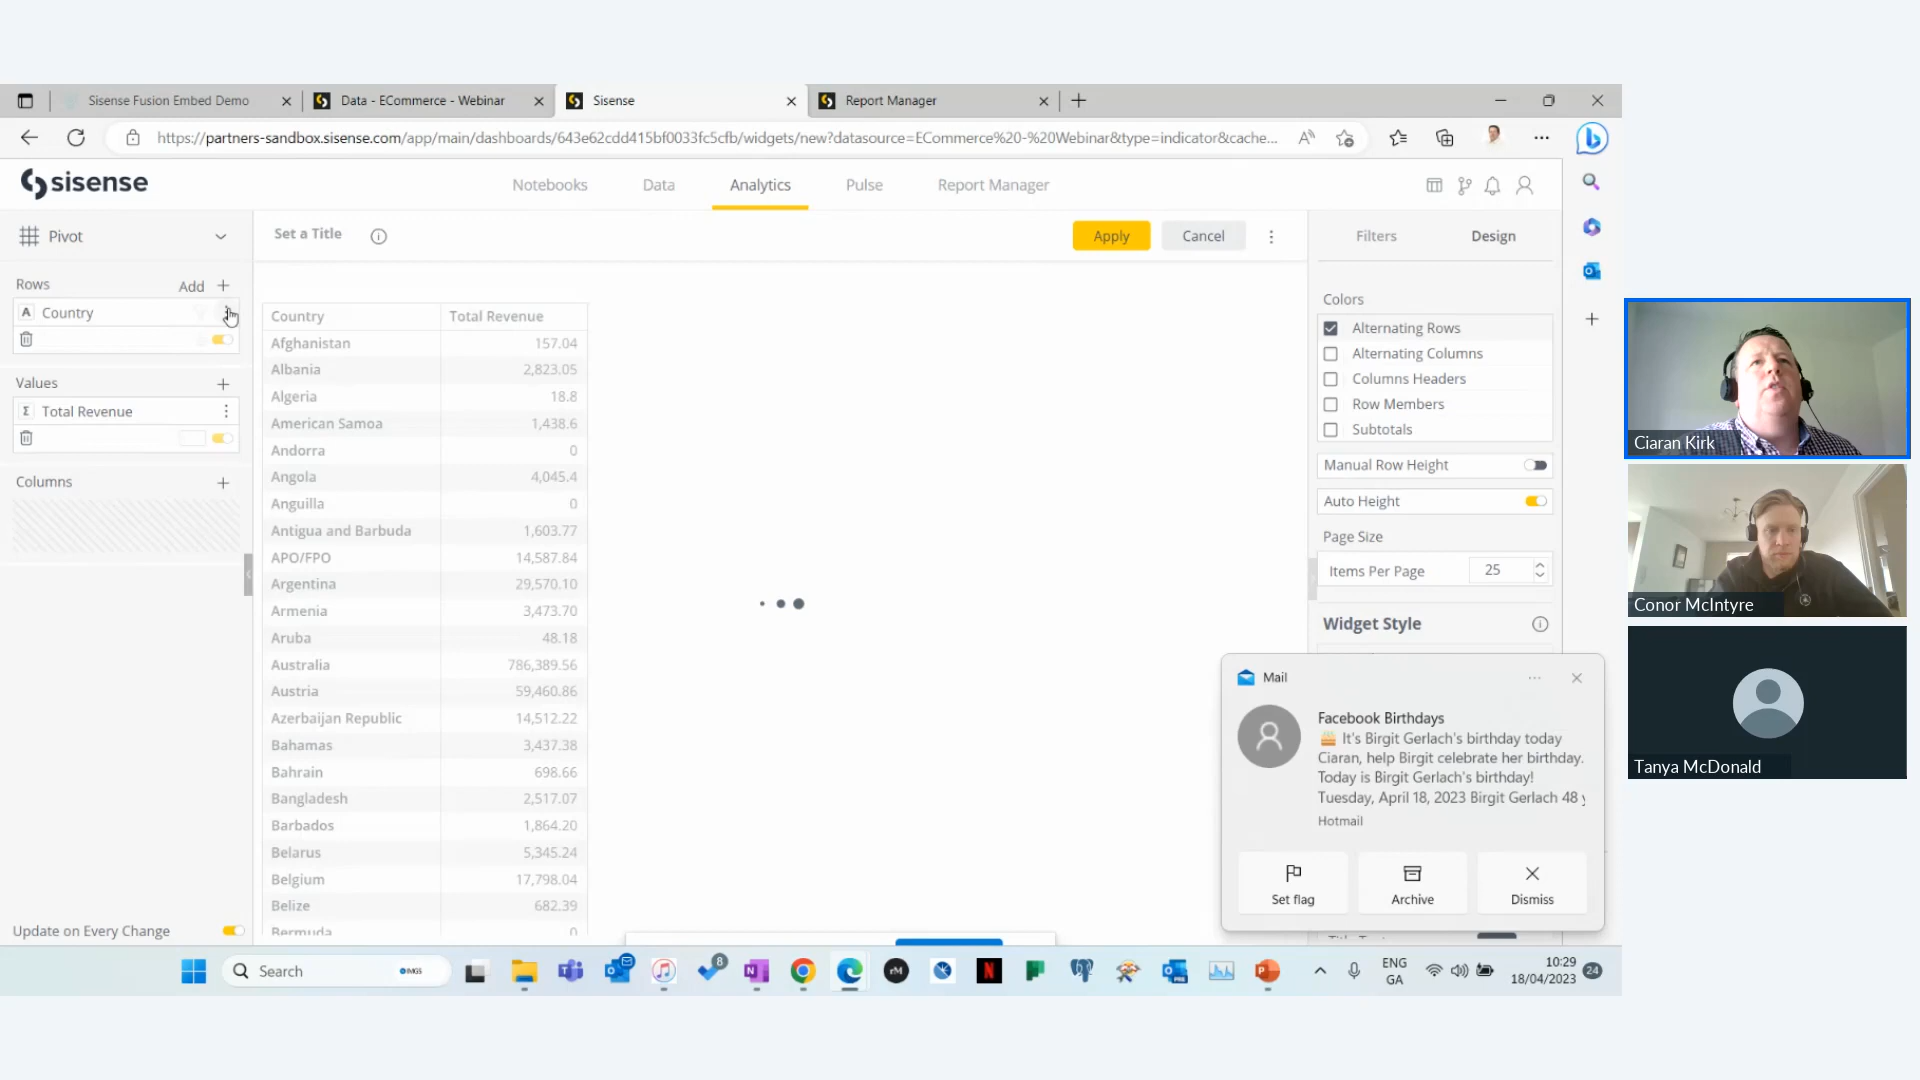 Sisense Fusion Embed Demo
Data - ECommerce - Webinar
Sisense
Report Manager
https://partners-sandbox.sisense.com/app/main/dashboards/643e62cdd415bf0033fc5cfb/widgets/new?datasource=ECommerce%20-%20Webinar&type=indicator&cache...
sisense
Notebooks
Data
Analytics
Pulse
Report Manager
Pivot
Set a Title
Apply
Cancel
Filters
Design
Rows
Add
A Country
Values
Σ Total Revenue
Columns
Update on Every Change
Country Total Revenue
Afghanistan 157.04
Albania 2,823.05
Algeria 18.8
American Samoa 1,438.6
Andorra 0
Angola 4,045.4
Anguilla 0
Antigua and Barbuda 1,603.77
APO/FPO 14,587.84
Argentina 29,570.10
Armenia 3,473.70
Aruba 48.18
Australia 786,389.56
Austria 59,460.86
Azerbaijan Republic 14,512.22
Bahamas 3,437.38
Bahrain 698.66
Bangladesh 2,517.07
Barbados 1,864.20
Belarus 5,345.24
Belgium 17,798.04
Belize 682.39
Bermuda 0
Colors
Alternating Rows
Alternating Columns
Columns Headers
Row Members
Subtotals
Manual Row Height
Auto Height
Page Size
Items Per Page 25
Widget Style
Mail
Facebook Birthdays
It's Birgit Gerlach's birthday today
Ciaran, help Birgit celebrate her birthday.
Today is Birgit Gerlach's birthday!
Tuesday, April 18, 2023 Birgit Gerlach 48
Hotmail
Set flag
Archive
Dismiss
Ciaran Kirk
Conor McIntyre
Tanya McDonald
Search
8
ENG
GA
10:29
18/04/2023
24